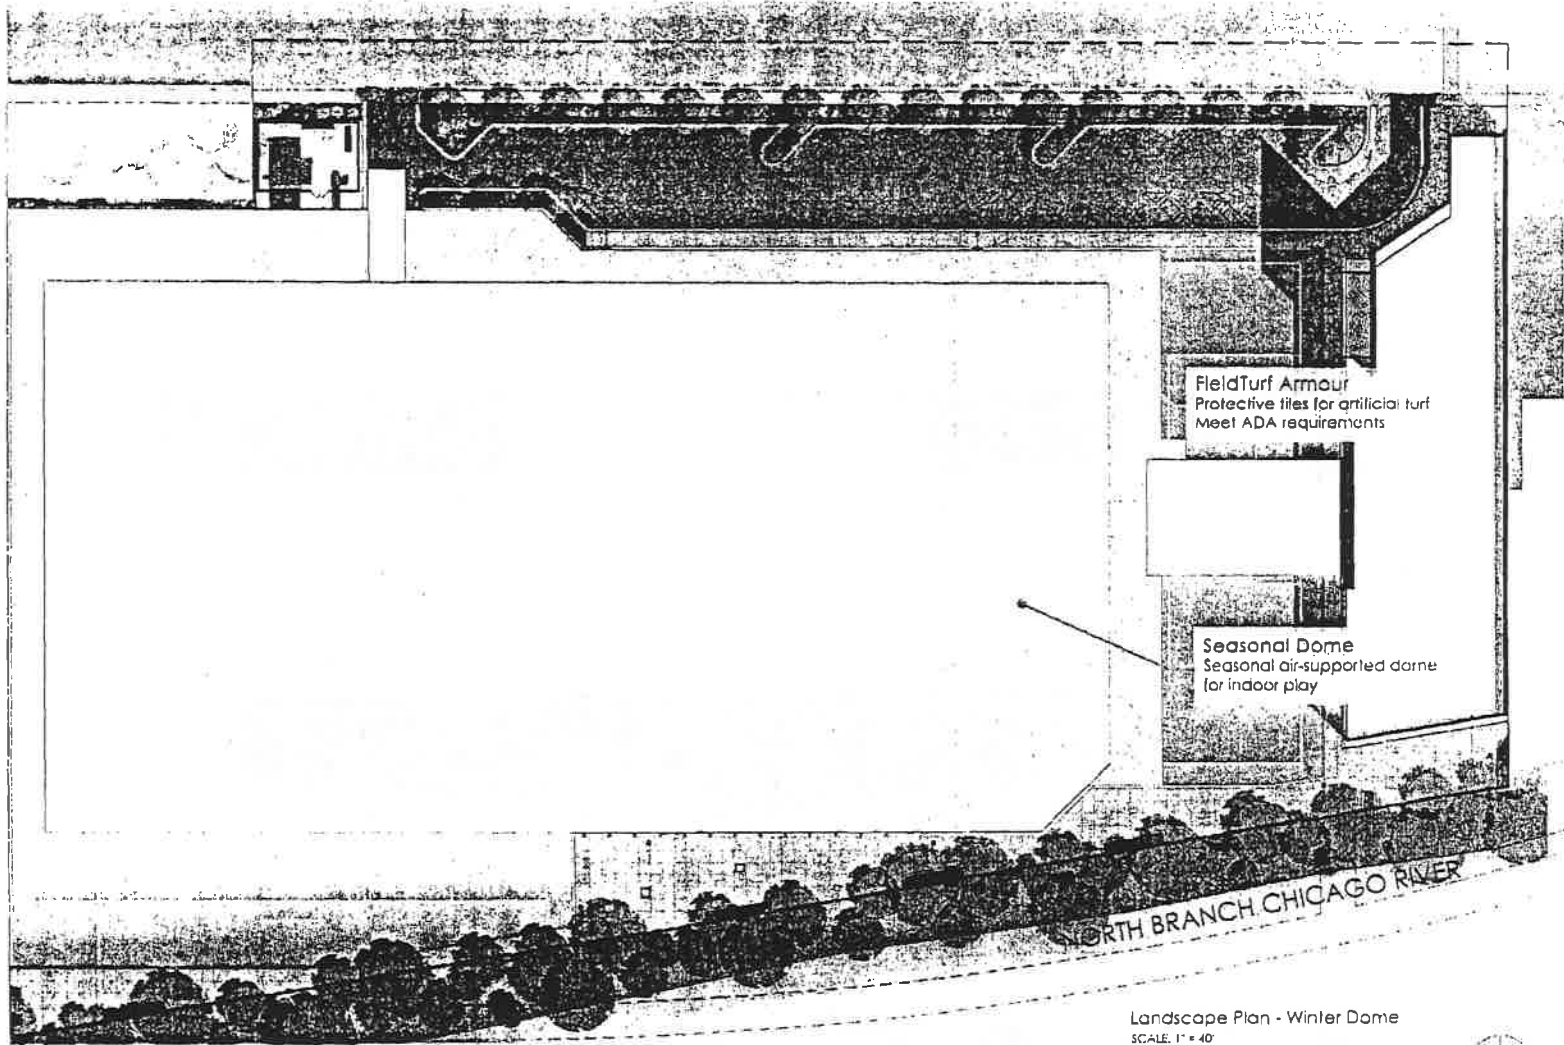 FieldTurf Armour
Protective tiles for artificial turf
Meet ADA requirements
Seasonal Dome
Seasonal air-supported dome
for indoor play
NORTH BRANCH CHICAGO RIVER
Landscape Plan - Winter Dome
SCALE: 1" = 40'